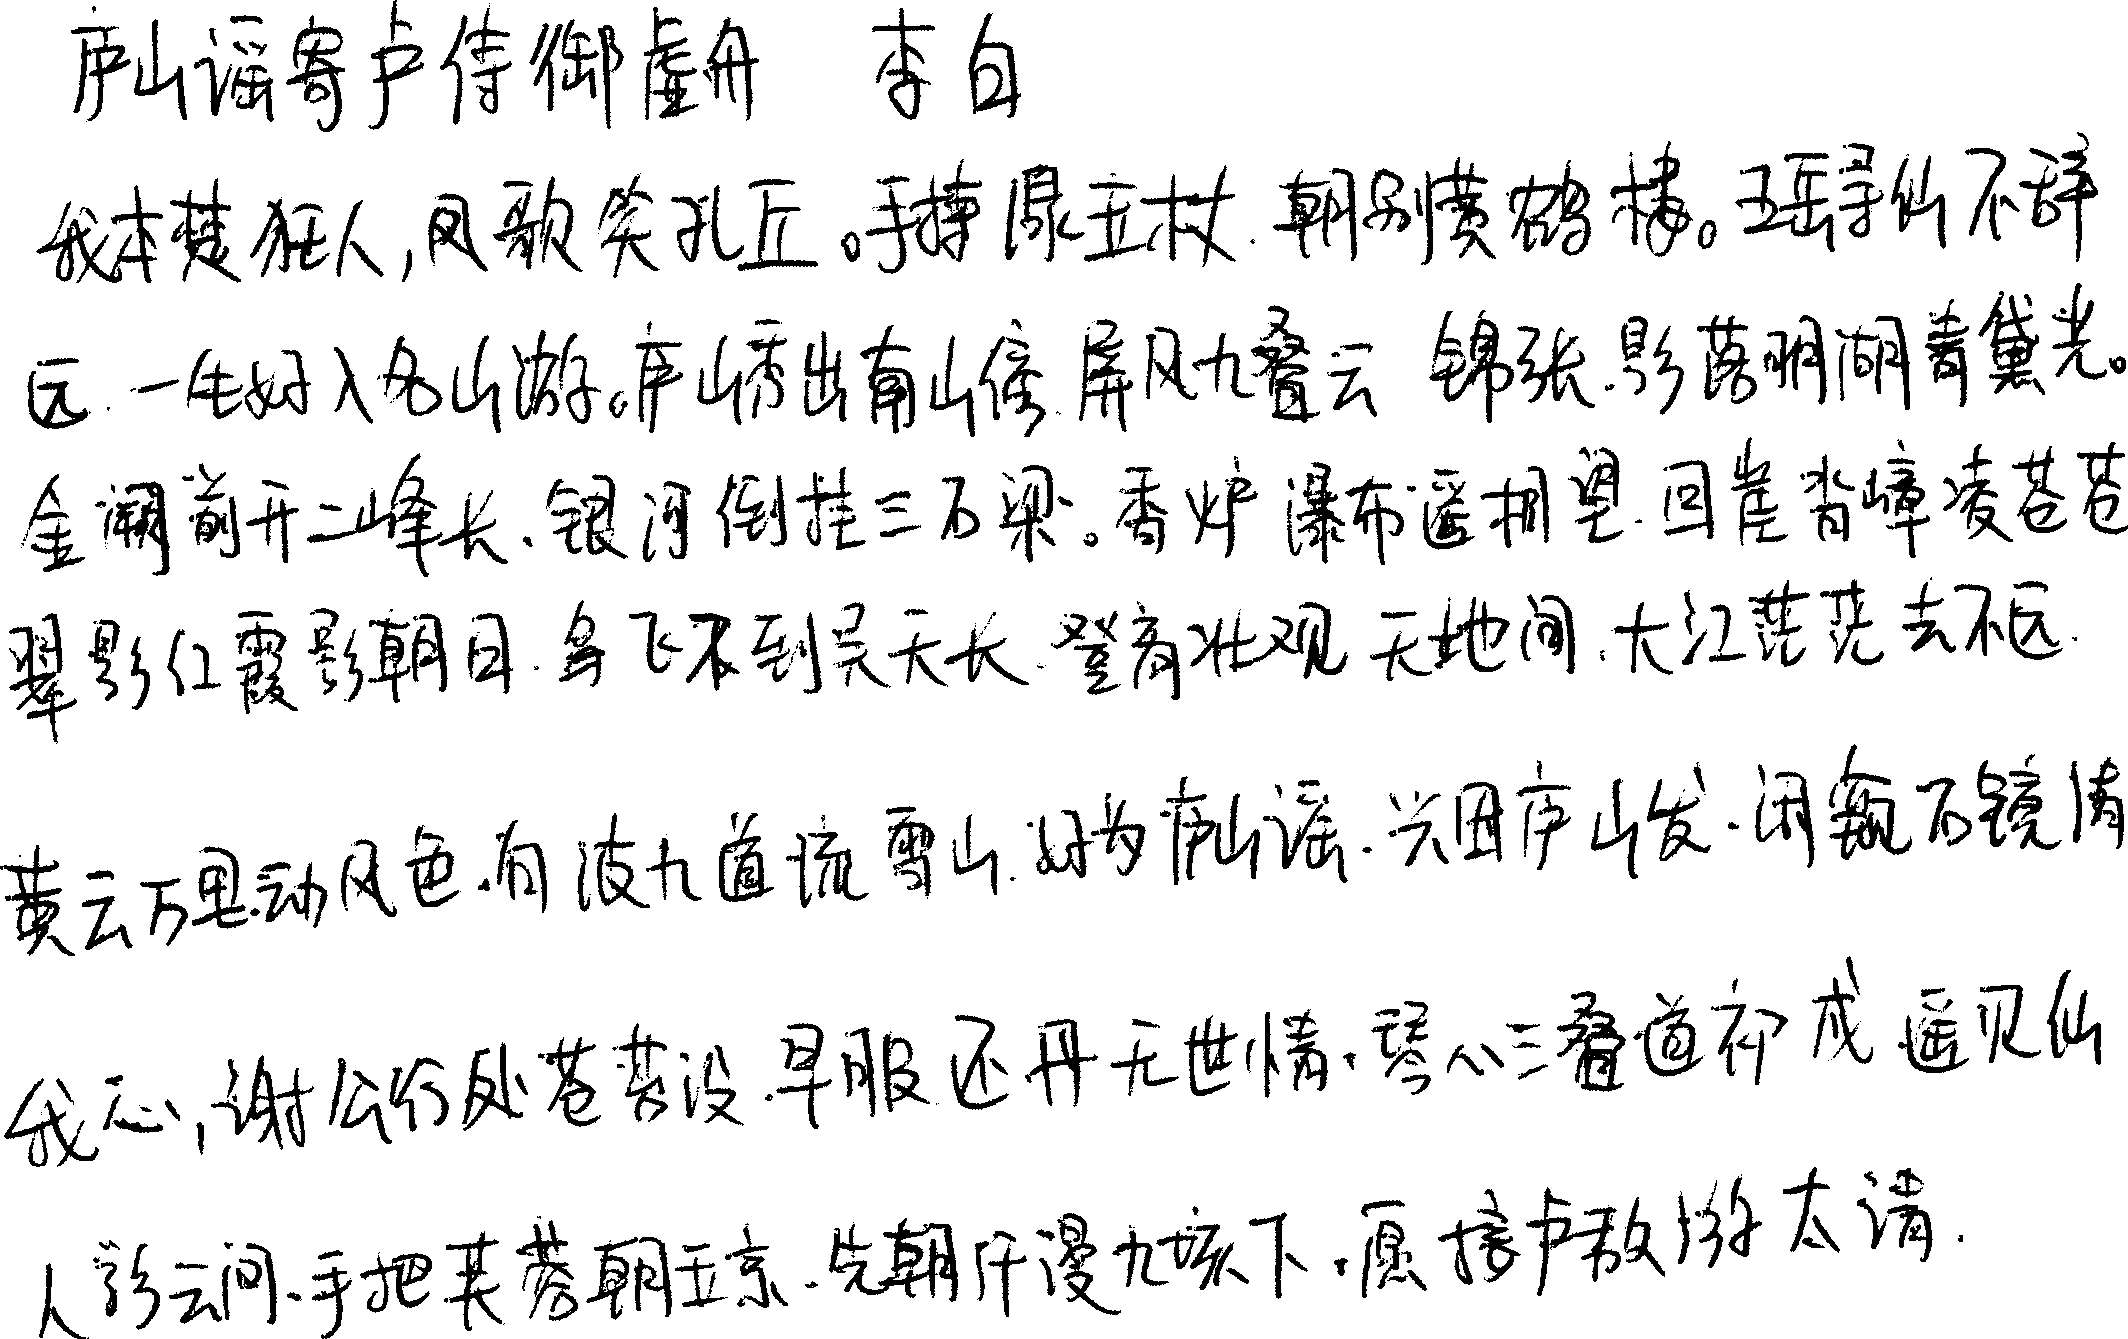 庐山谣寄卢侍御虚舟 李白
我本楚狂人,凤歌笑孔丘。手持绿玉杖.朝别黄鹤楼。五岳寻仙不辞
远.一生好入名山游。庐山秀出南山傍.屏风九叠云锦张.影落明湖青黛光。
金阙前开二峰长.银河倒挂三石梁。香炉瀑布遥相望.回崖沓嶂凌苍苍
翠影红霞影朝日.鸟飞不到吴天长.登高壮观天地间.大江茫茫去不远.
黄云万里动风色.白波九道流雪山.好为庐山谣.兴因庐山发.闲窥石镜清
我心,谢公行处苍苔没.早服还丹无世情.琴心三叠道初成.遥见仙
人彩云间.手把芙蓉朝玉京.先期汗漫九垓下.愿接卢敖游太清.